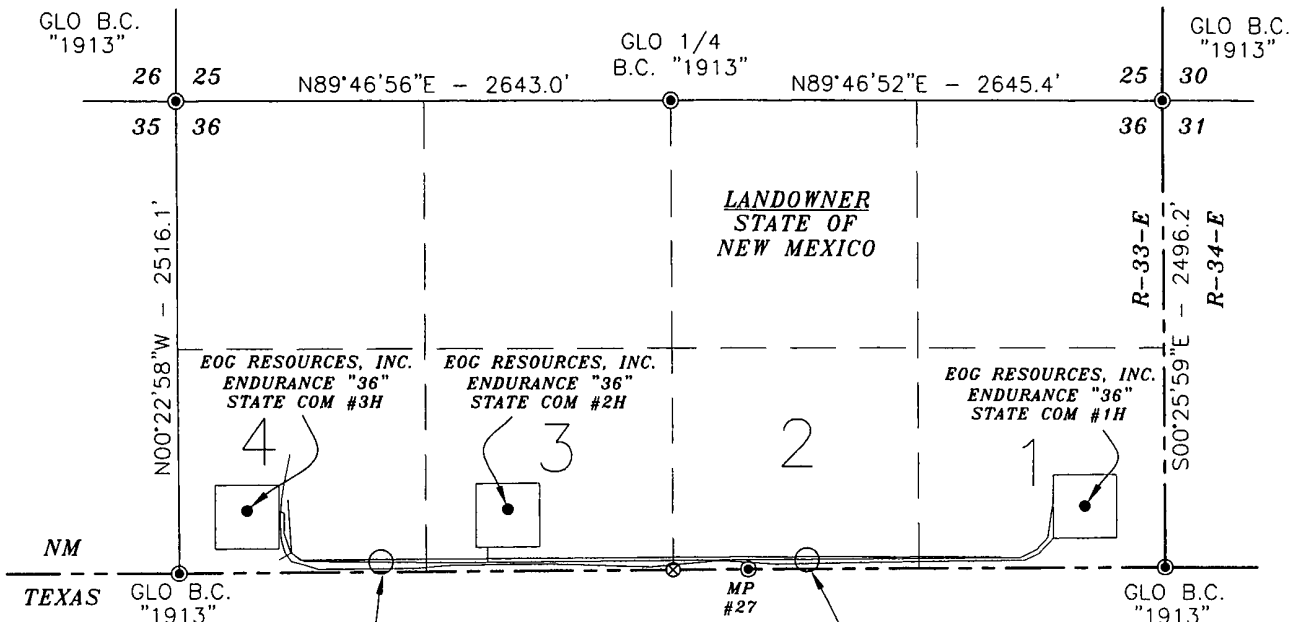 GLO B.C.
"1913"
GLO 1/4
B.C. "1913"
GLO B.C.
"1913"
26 25
N89°46'56"E - 2643.0'
N89°46'52"E - 2645.4'
25 30
35 36
36 31
LANDOWNER
STATE OF
NEW MEXICO
N00°22'58"W - 2516.1'
R-33-E
S00°25'59"E - 2496.2'
R-34-E
EOG RESOURCES, INC.
ENDURANCE "36"
STATE COM #3H
EOG RESOURCES, INC.
ENDURANCE "36"
STATE COM #2H
EOG RESOURCES, INC.
ENDURANCE "36"
STATE COM #1H
4
3
2
1
NM
TEXAS
GLO B.C.
"1913"
MP
#27
GLO B.C.
"1913"